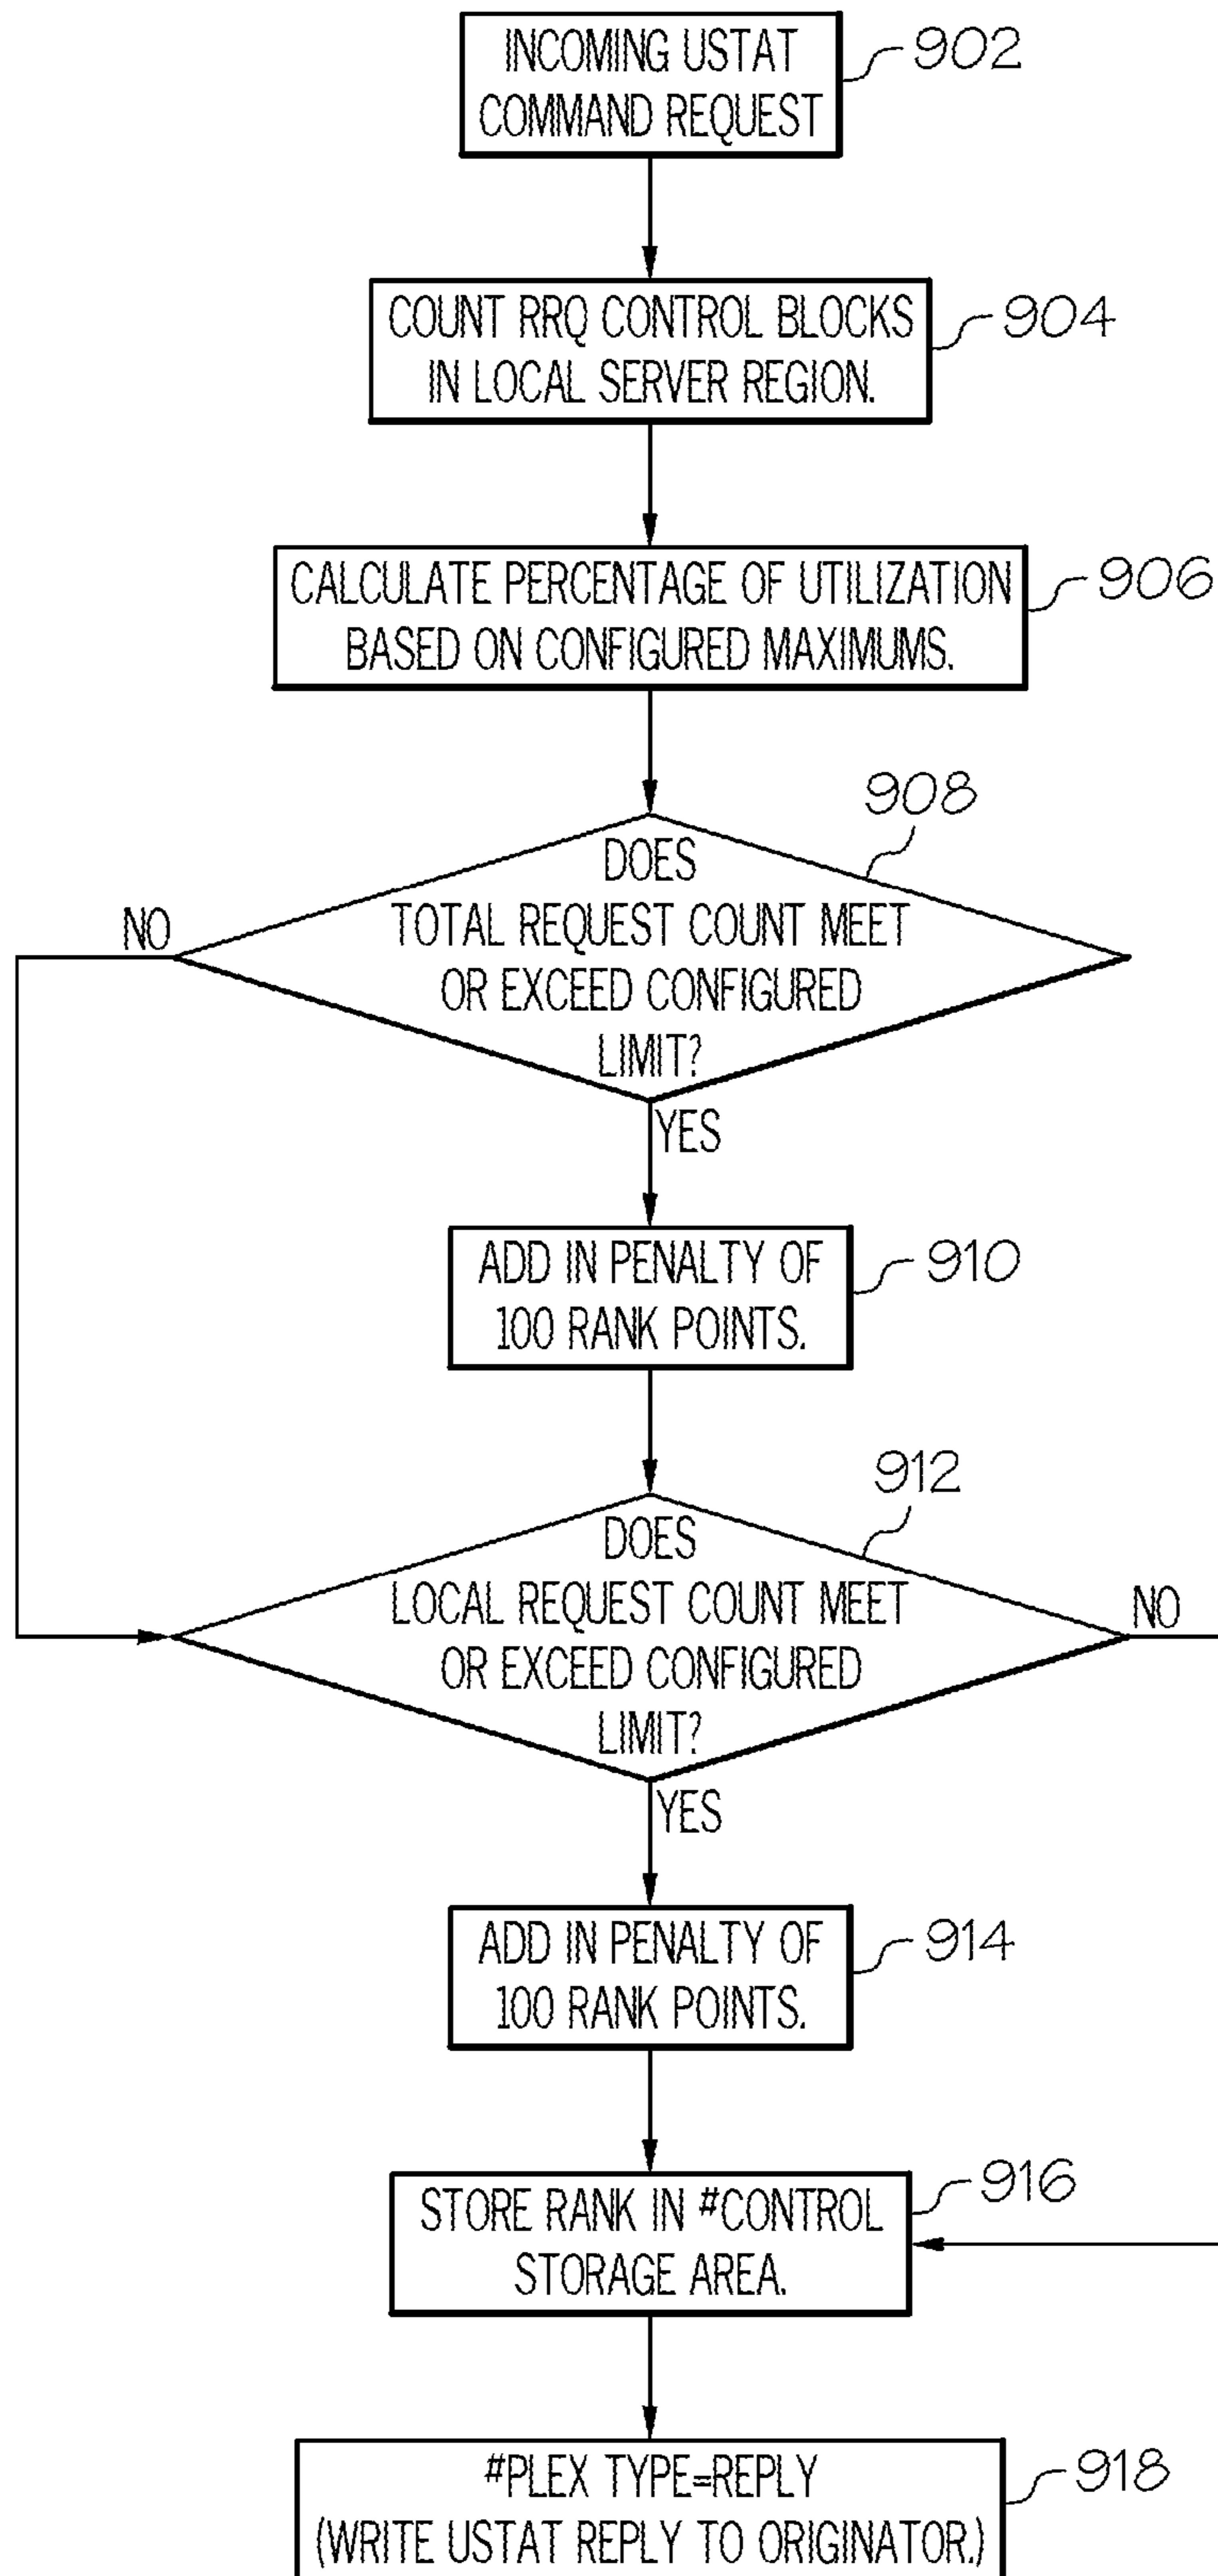 INCOMING USTAT
COMMAND REQUEST
902
COUNT RRQ CONTROL BLOCKS
IN LOCAL SERVER REGION.
904
CALCULATE PERCENTAGE OF UTILIZATION
BASED ON CONFIGURED MAXIMUMS.
906
908
DOES
TOTAL REQUEST COUNT MEET
OR EXCEED CONFIGURED
LIMIT?
NO
YES
ADD IN PENALTY OF
100 RANK POINTS.
910
912
DOES
LOCAL REQUEST COUNT MEET
OR EXCEED CONFIGURED
LIMIT?
NO
YES
ADD IN PENALTY OF
100 RANK POINTS.
914
STORE RANK IN #CONTROL
STORAGE AREA.
916
#PLEX TYPE=REPLY
(WRITE USTAT REPLY TO ORIGINATOR.)
918